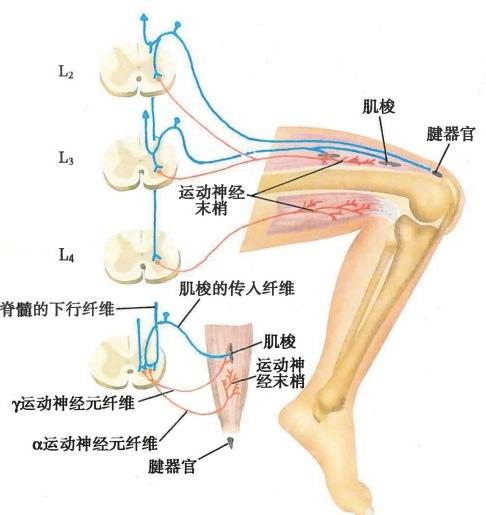 L₂
肌梭
腱器官
L₃
运动神经
末梢
L₄
肌梭的传入纤维
脊髓的下行纤维
肌梭
运动神
经末梢
γ运动神经元纤维
α运动神经元纤维
腱器官